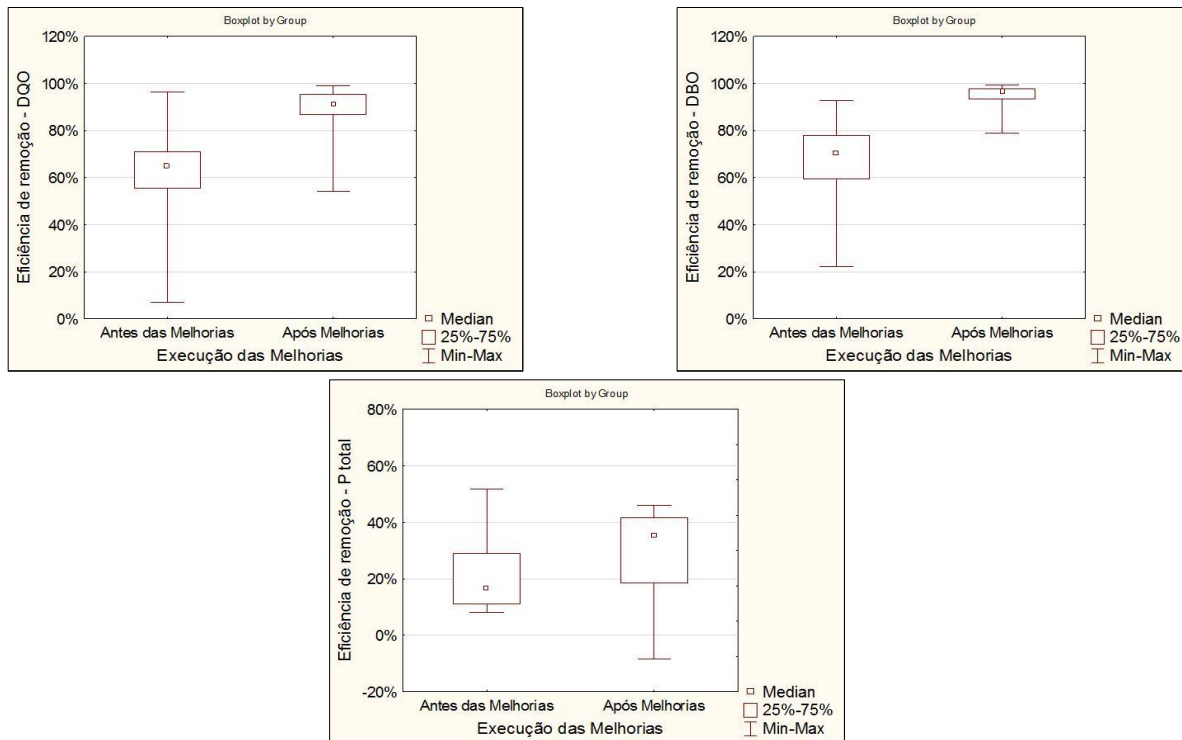 Boxplot by Group
Eficiência de remoção - DQO
120%
100%
80%
60%
40%
20%
0%
Antes das Melhorias
Após Melhorias
Execução das Melhorias
Median
25%-75%
Min-Max
Boxplot by Group
Eficiência de remoção - DBO
120%
100%
80%
60%
40%
20%
0%
Antes das Melhorias
Após Melhorias
Execução das Melhorias
Median
25%-75%
Min-Max
Boxplot by Group
Eficiência de remoção - P total
80%
60%
40%
20%
0%
-20%
Antes das Melhorias
Após Melhorias
Execução das Melhorias
Median
25%-75%
Min-Max